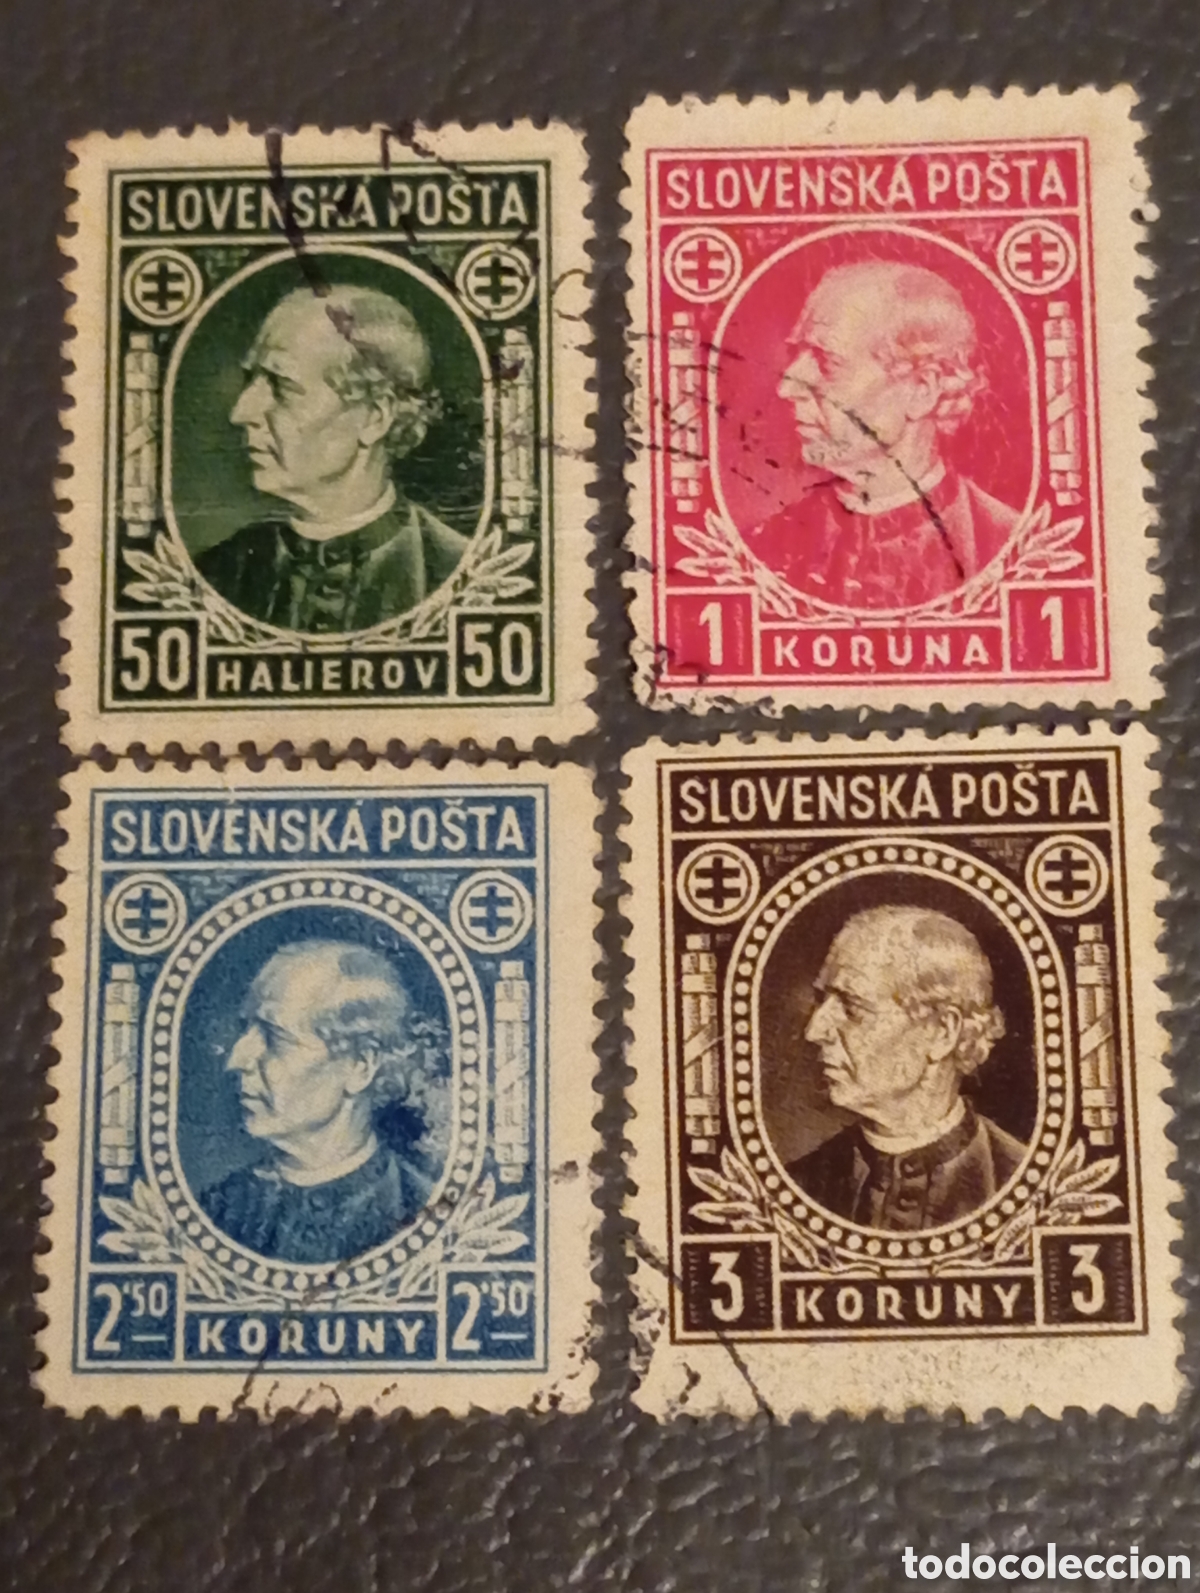 SLOVENSKÁ POŠTA
50 HALIEROV 50
SLOVENSKÁ POŠTA
1 KORUNA 1
SLOVENSKÁ POŠTA
2'50 KORUNY 2'50
SLOVENSKÁ POŠTA
3 KORUNY 3
todocoleccion